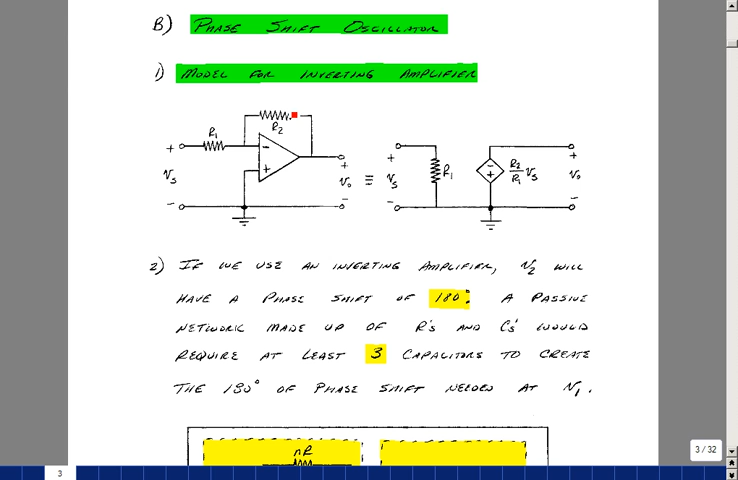 B) PHASE SHIFT OSCILLATOR
1) MODEL FOR INVERTING AMPLIFIER
R2
R1
+
-
+
+
Vs
Vo
-
-
≡
+
Vs
-
R1
-
+
R2/R1 Vs
+
Vo
-
2) IF WE USE AN INVERTING AMPLIFIER, V2 WILL
HAVE A PHASE SHIFT OF 180°. A PASSIVE
NETWORK MADE UP OF R'S AND C'S WOULD
REQUIRE AT LEAST 3 CAPACITORS TO CREATE
THE 180° OF PHASE SHIFT NEEDED AT V1.
nR
3 / 32
3